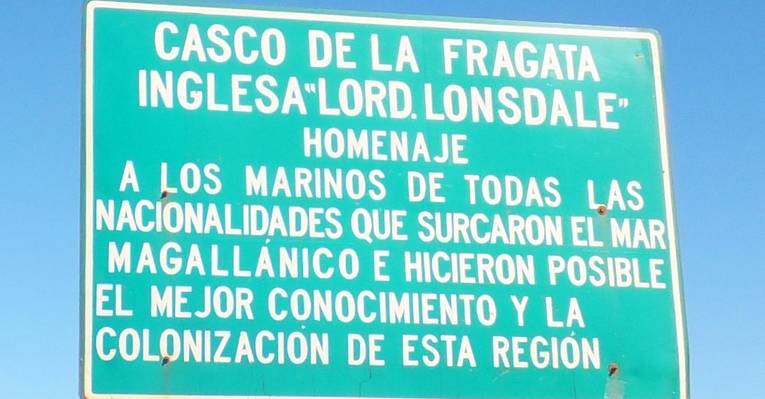 CASCO DE LA FRAGATA
INGLESA "LORD. LONSDALE"
HOMENAJE
A LOS MARINOS DE TODAS LAS
NACIONALIDADES QUE SURCARON EL MAR
MAGALLÁNICO E HICIERON POSIBLE
EL MEJOR CONOCIMIENTO Y LA
COLONIZACIÓN DE ESTA REGIÓN